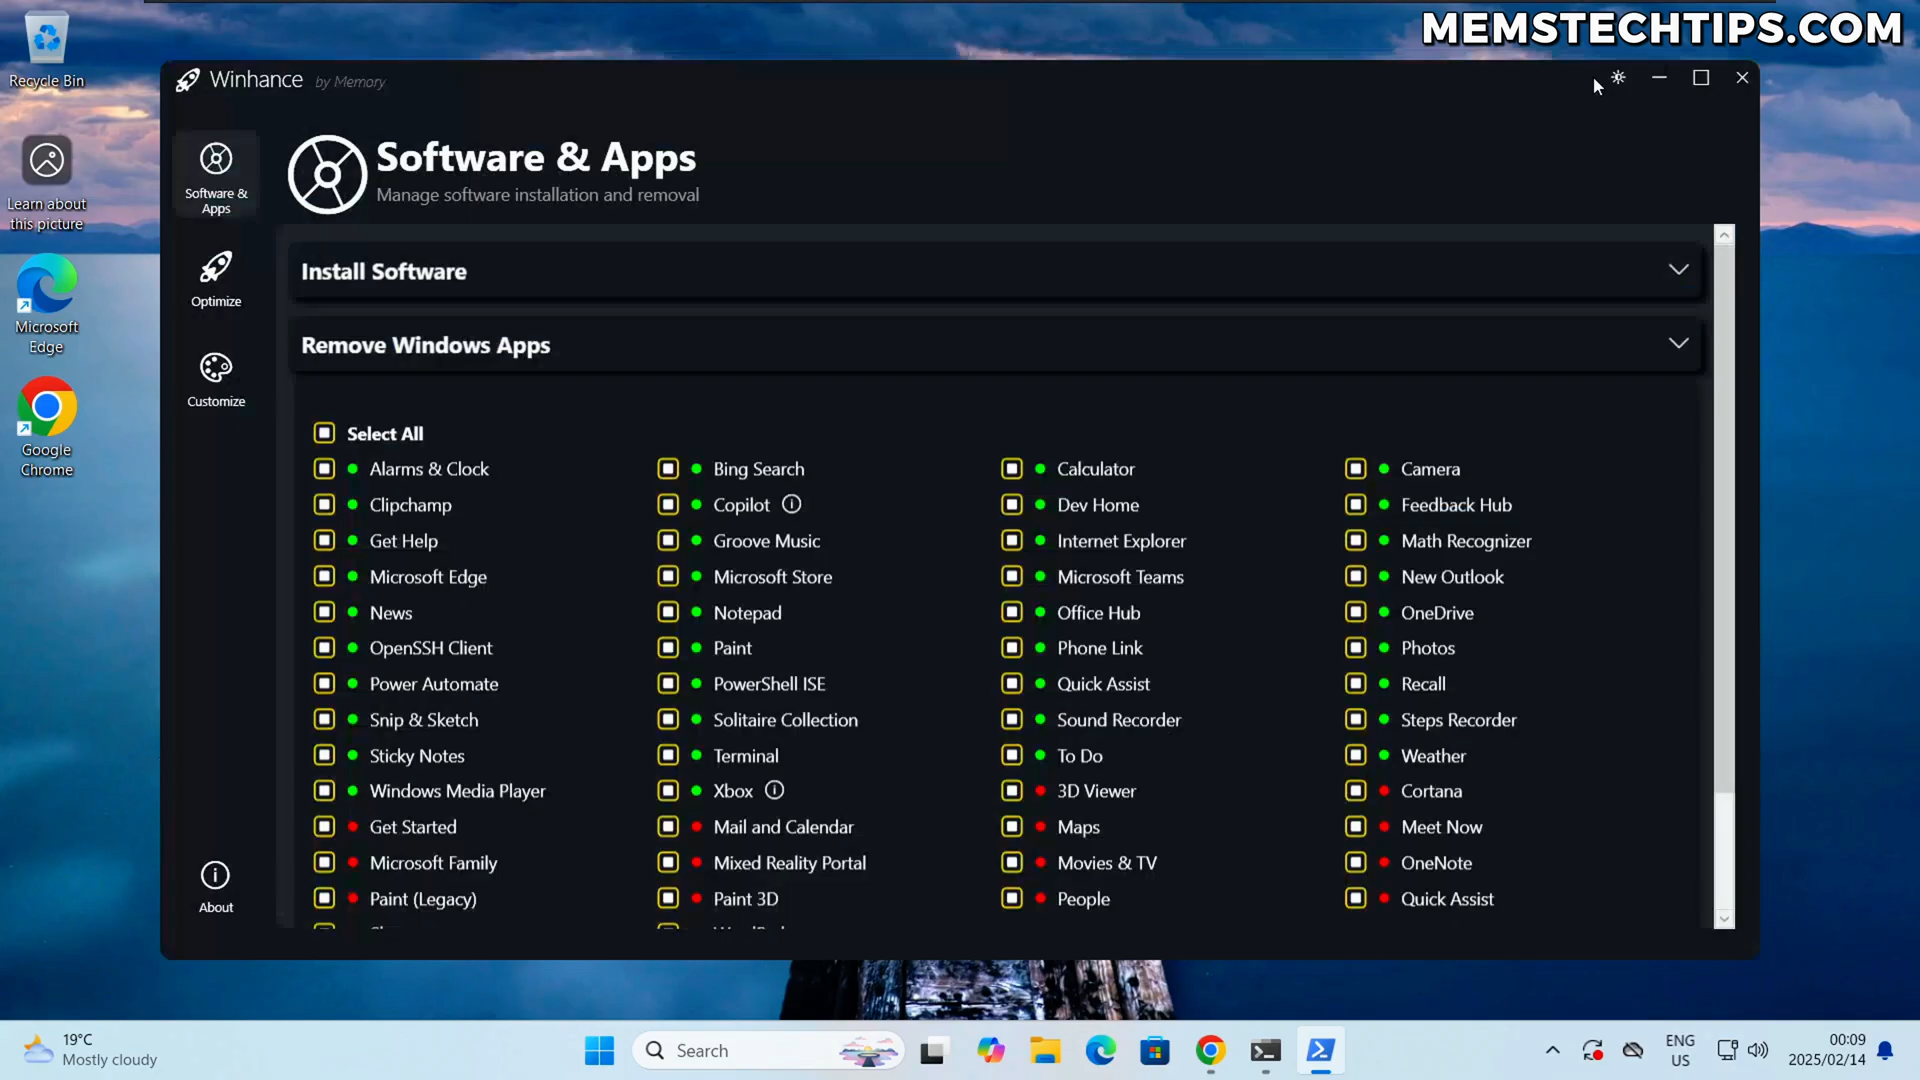 MEMSTECHTIPS.COM
Recycle Bin
Learn about
this picture
Microsoft
Edge
Google
Chrome
Winhance by Memory
Software &
Apps
Optimize
Customize
About
Software & Apps
Manage software installation and removal
Install Software
Remove Windows Apps
Select All
Alarms & Clock
Bing Search
Calculator
Camera
Clipchamp
Copilot
Dev Home
Feedback Hub
Get Help
Groove Music
Internet Explorer
Math Recognizer
Microsoft Edge
Microsoft Store
Microsoft Teams
New Outlook
News
Notepad
Office Hub
OneDrive
OpenSSH Client
Paint
Phone Link
Photos
Power Automate
PowerShell ISE
Quick Assist
Recall
Snip & Sketch
Solitaire Collection
Sound Recorder
Steps Recorder
Sticky Notes
Terminal
To Do
Weather
Windows Media Player
Xbox
3D Viewer
Cortana
Get Started
Mail and Calendar
Maps
Meet Now
Microsoft Family
Mixed Reality Portal
Movies & TV
OneNote
Paint (Legacy)
Paint 3D
People
Quick Assist
19°C
Mostly cloudy
Search
ENG
US
00:09
2025/02/14